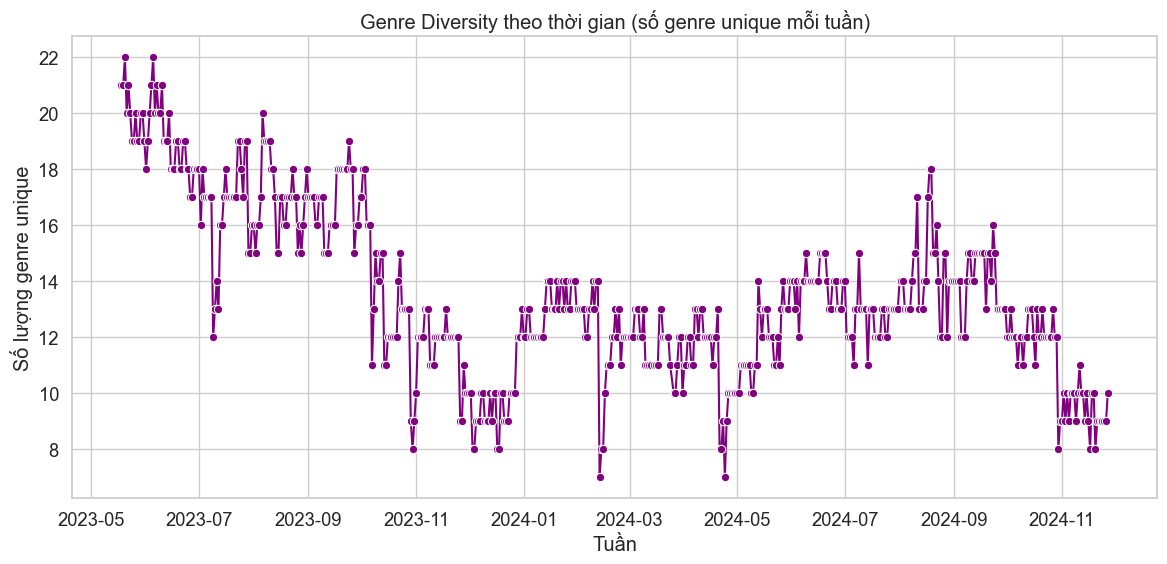 Genre Diversity theo thời gian (số genre unique mỗi tuần)
Số lượng genre unique
22
20
18
16
14
12
10
8
2023-05 2023-07 2023-09 2023-11 2024-01 2024-03 2024-05 2024-07 2024-09 2024-11
Tuần